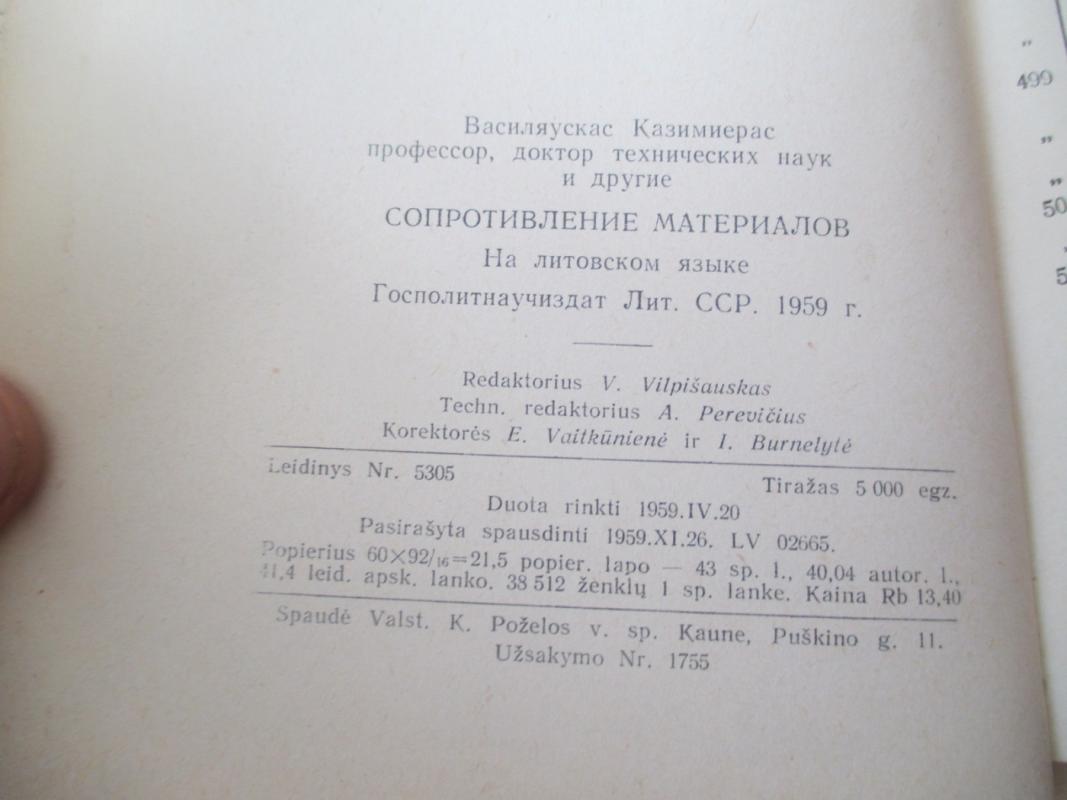 Василяускас Казимиерас
профессор, доктор технических наук
и другие
СОПРОТИВЛЕНИЕ МАТЕРИАЛОВ
На литовском языке
Госполитнаучиздат Лит. ССР. 1959 г.
Redaktorius V. Vilpišauskas
Techn. redaktorius A. Perevičius
Korektorės E. Vaitkūnienė ir I. Burnelytė
Leidinys Nr. 5305 Tiražas 5 000 egz.
Duota rinkti 1959.IV.20
Pasirašyta spausdinti 1959.XI.26. LV 02665.
Popierius 60×92/₁₆=21,5 popier. lapo — 43 sp. l., 40,04 autor. l.,
41,4 leid. apsk. lanko. 38 512 ženklų 1 sp. lanke. Kaina Rb 13,40
Spaudė Valst. K. Poželos v. sp. Kaune, Puškino g. 11.
Užsakymo Nr. 1755
„
499
„
„